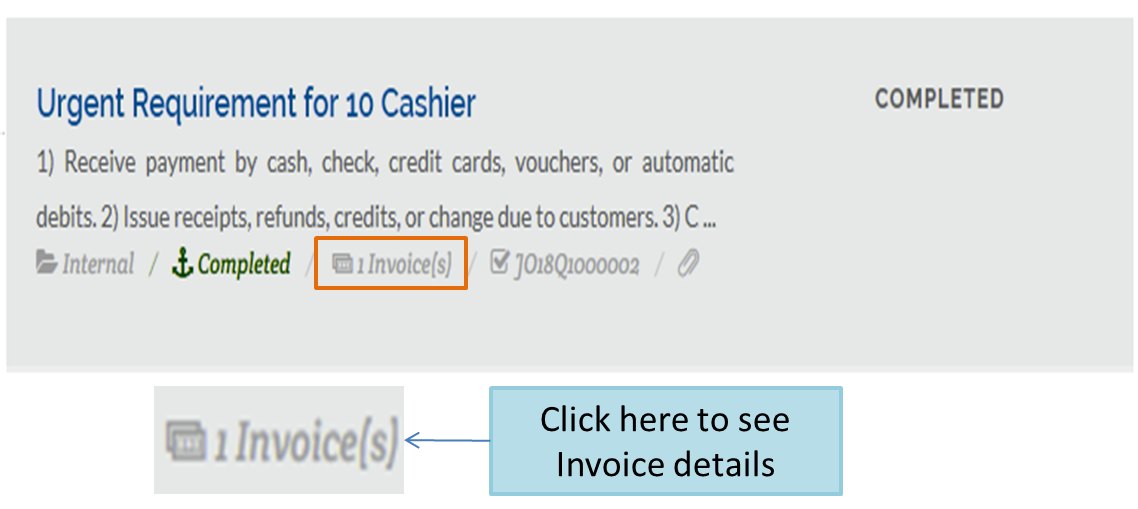 Urgent Requirement for 10 Cashier
COMPLETED
1) Receive payment by cash, check, credit cards, vouchers, or automatic
debits. 2) Issue receipts, refunds, credits, or change due to customers. 3) C ...
Internal / Completed / 1 Invoice(s) / JO18Q1000002 /
1 Invoice(s)
Click here to see
Invoice details